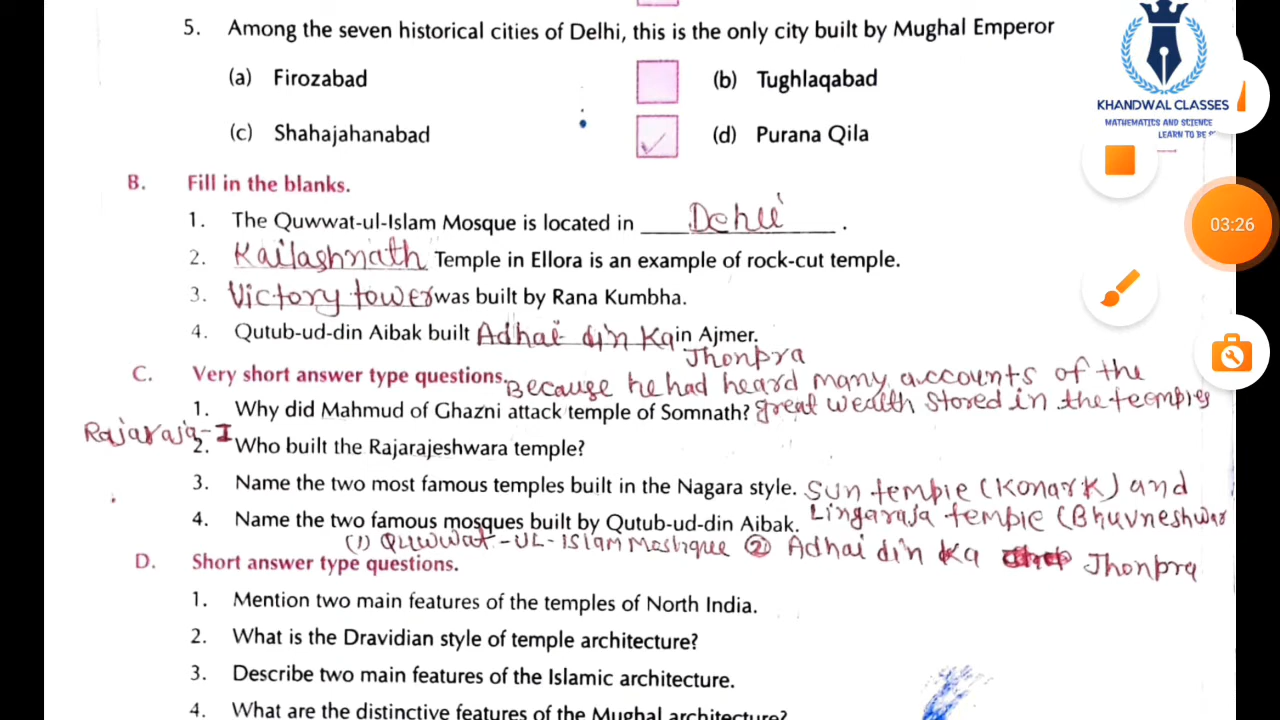 5. Among the seven historical cities of Delhi, this is the only city built by Mughal Emperor
(a) Firozabad (b) Tughlaqabad
(c) Shahajahanabad (d) Purana Qila
KHANDWAL CLASSES
MATHEMATICS AND SCIENCE
LEARN TO BE
03:26
B. Fill in the blanks.
1. The Quwwat-ul-Islam Mosque is located in Dehli.
2. Kailashnath Temple in Ellora is an example of rock-cut temple.
3. Victory tower was built by Rana Kumbha.
4. Qutub-ud-din Aibak built Adhai din Ka in Ajmer.
Jhonpra
C. Very short answer type questions. Because he had heard many accounts of the
1. Why did Mahmud of Ghazni attack temple of Somnath? great wealth stored in the teemples
Rajaraja-I
2. Who built the Rajarajeshwara temple?
3. Name the two most famous temples built in the Nagara style. Sun temple (Konark) and
4. Name the two famous mosques built by Qutub-ud-din Aibak. Lingaraja temple (Bhuvneshwar
(1) Quwwat-UL-Islam Mosque (2) Adhai din Ka Jhonpra
D. Short answer type questions.
1. Mention two main features of the temples of North India.
2. What is the Dravidian style of temple architecture?
3. Describe two main features of the Islamic architecture.
4. What are the distinctive features of the Mughal architecture?